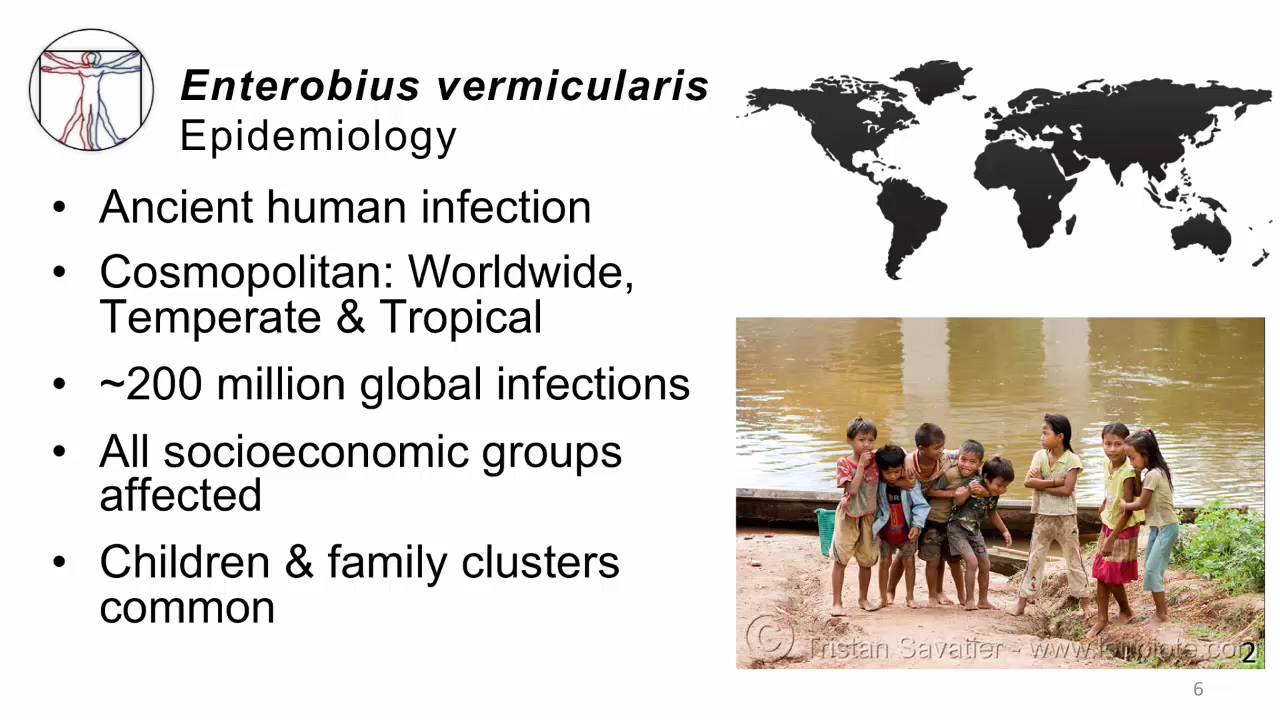 Enterobius vermicularis
Epidemiology
• Ancient human infection
• Cosmopolitan: Worldwide,
Temperate & Tropical
• ~200 million global infections
• All socioeconomic groups
affected
• Children & family clusters
common
© Tristan Savatier - www.loupiote.com
2
6